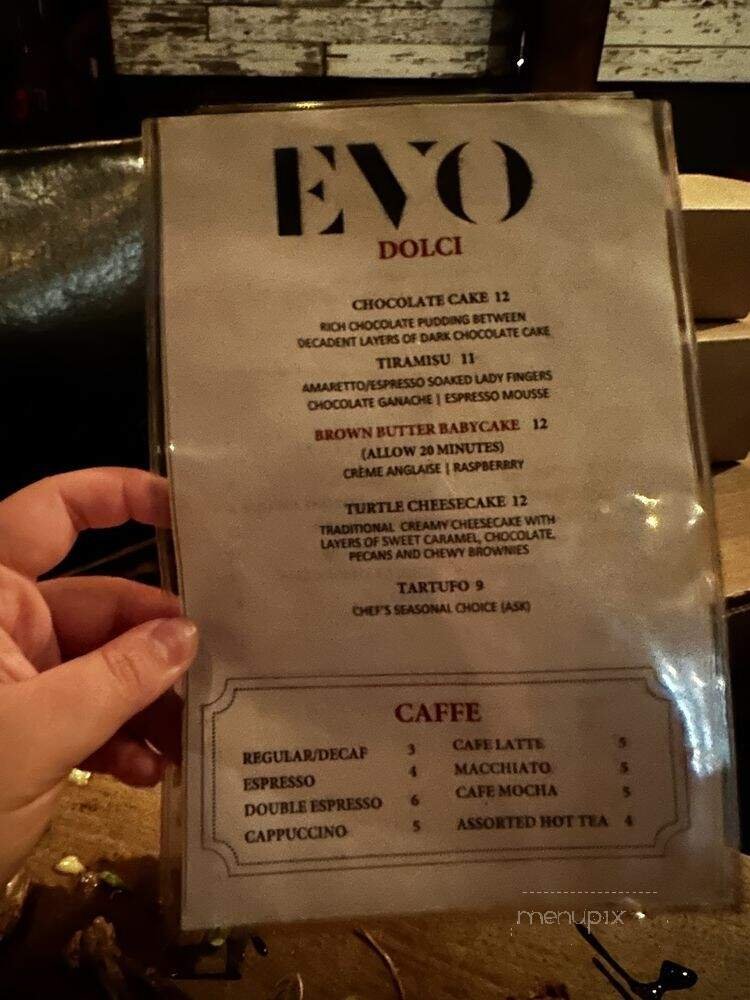 EVO
DOLCI
CHOCOLATE CAKE 12
RICH CHOCOLATE PUDDING BETWEEN
DECADENT LAYERS OF DARK CHOCOLATE CAKE
TIRAMISU 11
AMARETTO/ESPRESSO SOAKED LADY FINGERS
CHOCOLATE GANACHE | ESPRESSO MOUSSE
BROWN BUTTER BABYCAKE 12
(ALLOW 20 MINUTES)
CRÈME ANGLAISE | RASPBERRY
TURTLE CHEESECAKE 12
TRADITIONAL CREAMY CHEESECAKE WITH
LAYERS OF SWEET CARAMEL, CHOCOLATE,
PECANS AND CHEWY BROWNIES
TARTUFO 9
CHEF'S SEASONAL CHOICE (ASK)
CAFFE
REGULAR/DECAF 3
ESPRESSO 4
DOUBLE ESPRESSO 6
CAPPUCCINO 5
CAFE LATTE 5
MACCHIATO 5
CAFE MOCHA 5
ASSORTED HOT TEA 4
menupix